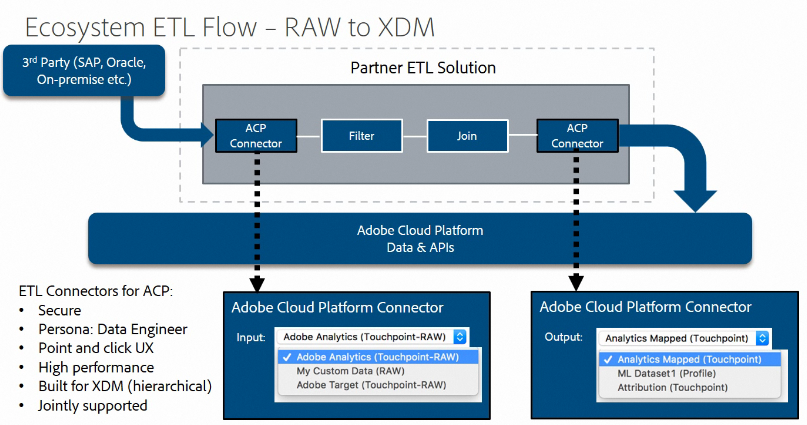 Ecosystem ETL Flow – RAW to XDM
3rd Party (SAP, Oracle,
On-premise etc.)
Partner ETL Solution
ACP
Connector
Filter
Join
ACP
Connector
Adobe Cloud Platform
Data & APIs
ETL Connectors for ACP:
• Secure
• Persona: Data Engineer
• Point and click UX
• High performance
• Built for XDM (hierarchical)
• Jointly supported
Adobe Cloud Platform Connector
Input: Adobe Analytics (Touchpoint-RAW)
✓ Adobe Analytics (Touchpoint-RAW)
My Custom Data (RAW)
Adobe Target (Touchpoint-RAW)
Adobe Cloud Platform Connector
Output: Analytics Mapped (Touchpoint)
✓ Analytics Mapped (Touchpoint)
ML Dataset1 (Profile)
Attribution (Touchpoint)